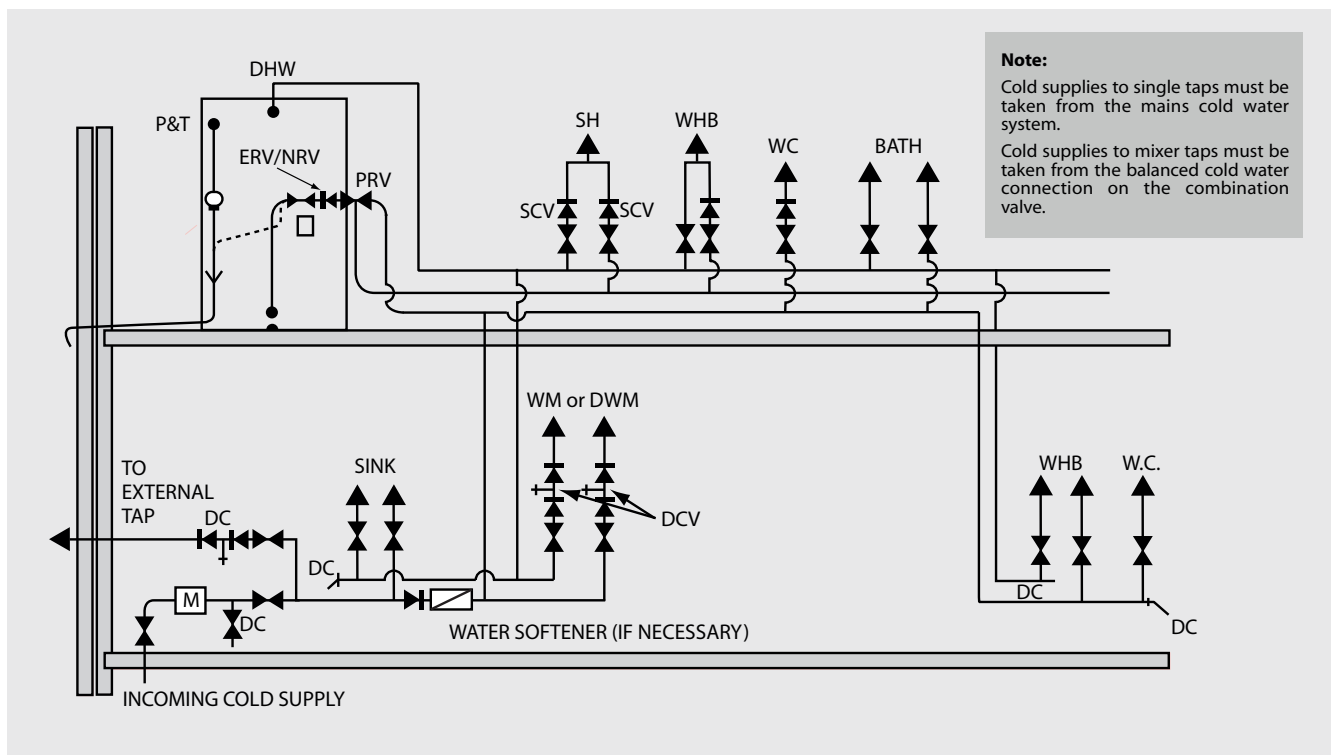 DHW
P&T
ERV/NRV
PRV
SH
WHB
WC
BATH
SCV
SCV
Note:
Cold supplies to single taps must be
taken from the mains cold water
system.
Cold supplies to mixer taps must be
taken from the balanced cold water
connection on the combination
valve.
WM or DWM
TO
EXTERNAL
TAP
DC
SINK
DCV
WHB
W.C.
DC
M
DC
DC
DC
WATER SOFTENER (IF NECESSARY)
INCOMING COLD SUPPLY